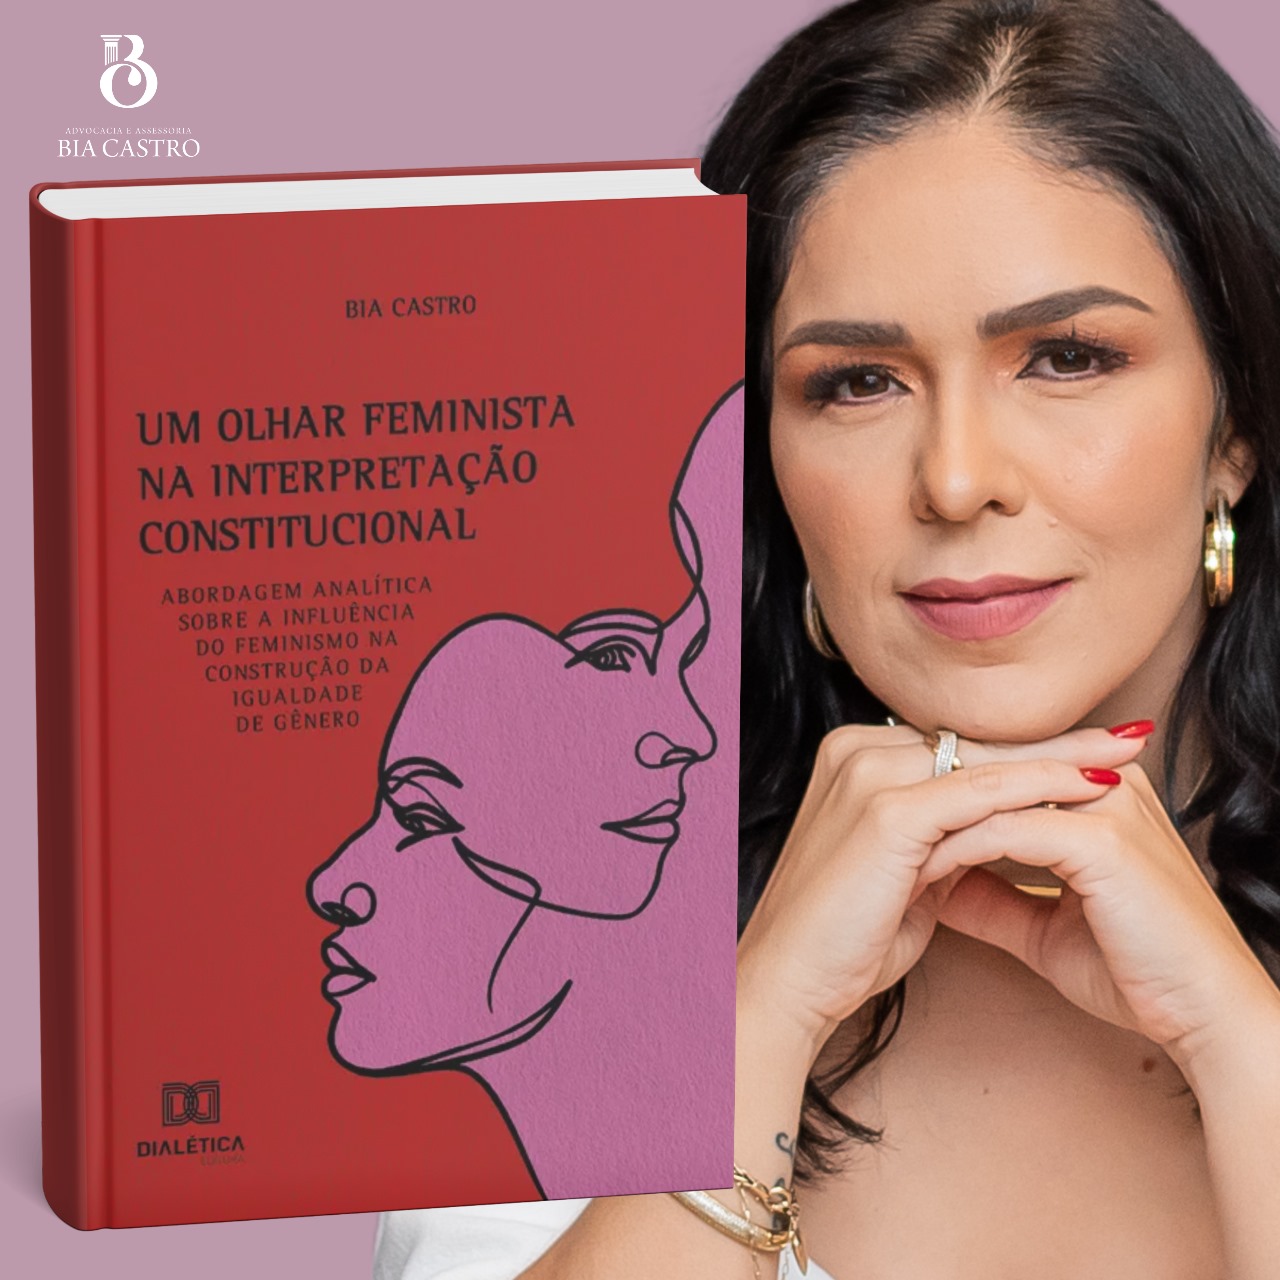 ADVOCACIA E ASSESSORIA
BIA CASTRO
BIA CASTRO
UM OLHAR FEMINISTA
NA INTERPRETAÇÃO
CONSTITUCIONAL
ABORDAGEM ANALÍTICA
SOBRE A INFLUÊNCIA
DO FEMINISMO NA
CONSTRUÇÃO DA
IGUALDADE
DE GÊNERO
DIALÉTICA
EDITORA